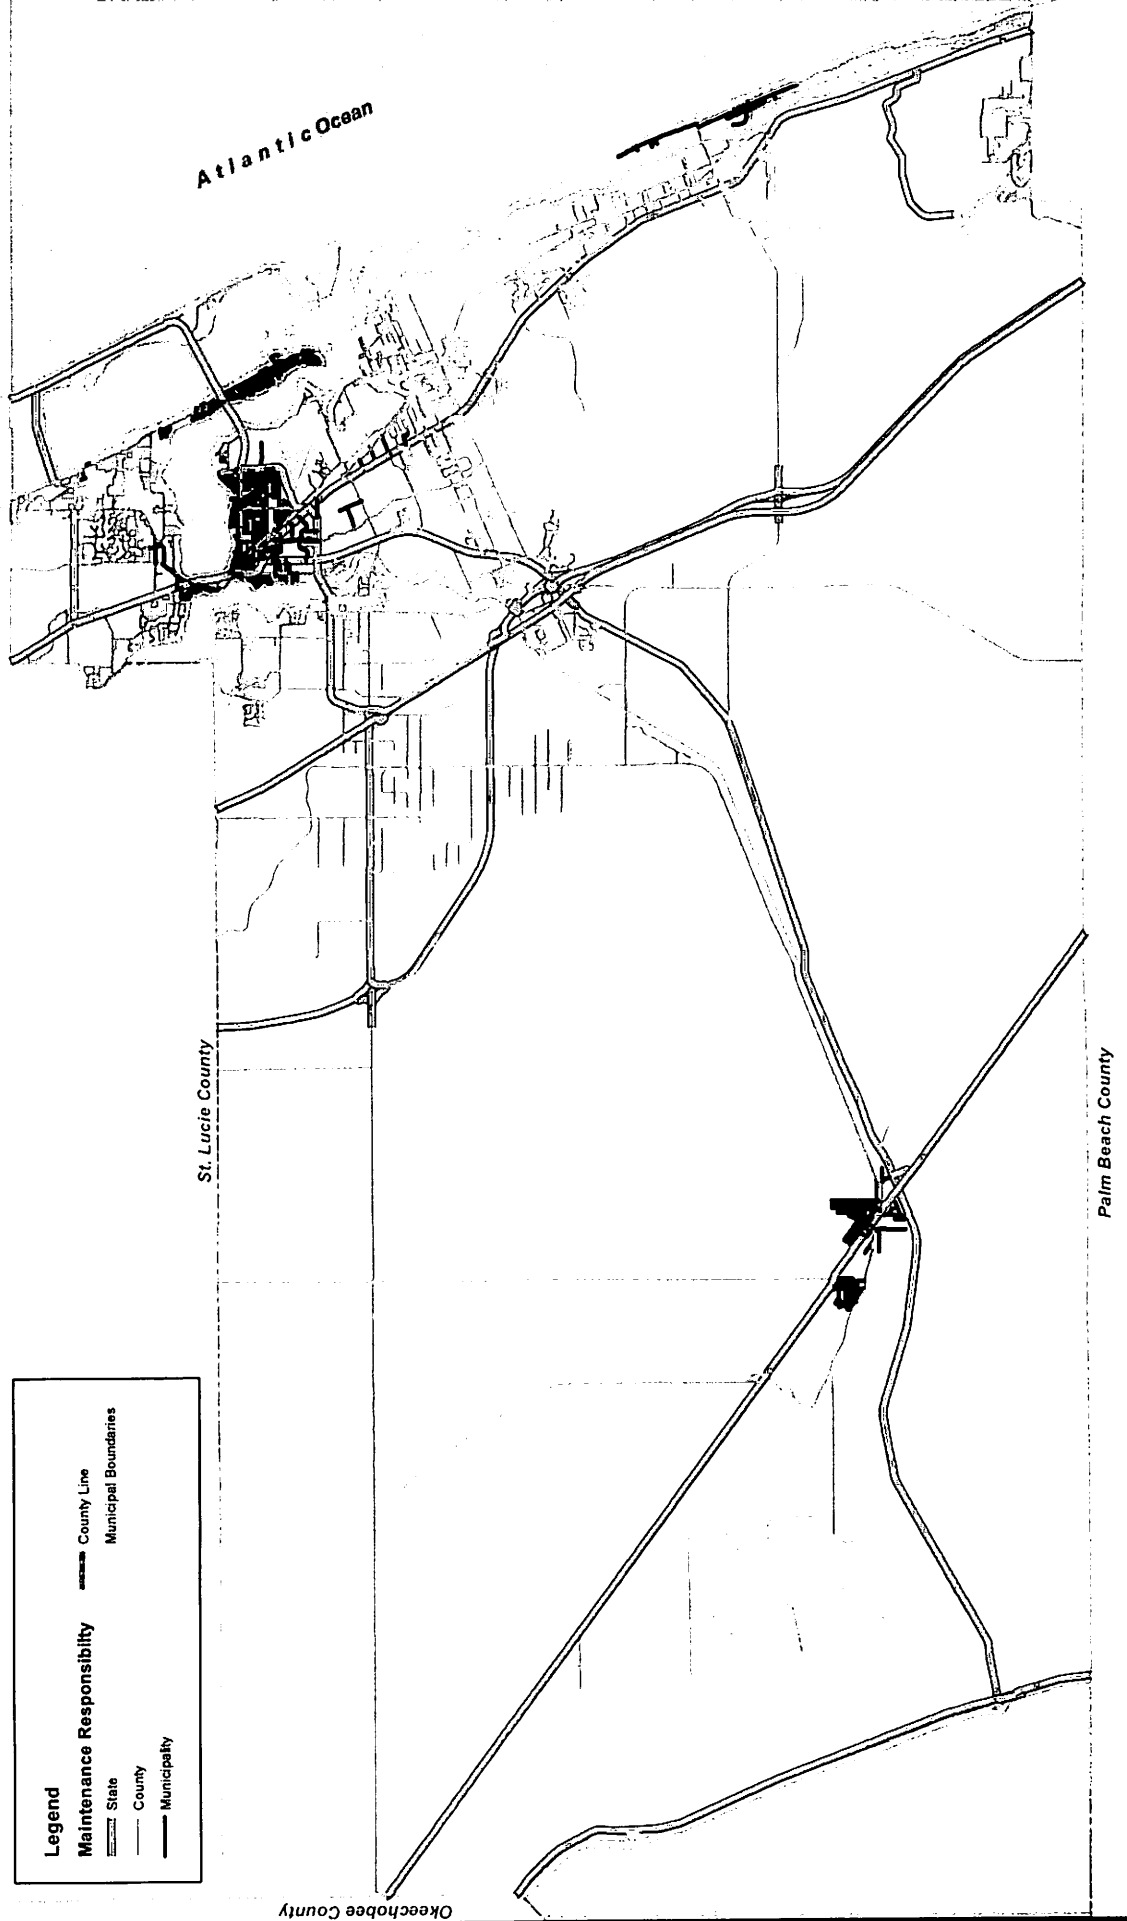 Atlantic Ocean
St. Lucie County
Palm Beach County
Okeechobee County
Legend
Maintenance Responsibilty
State
County
Municipality
County Line
Municipal Boundaries